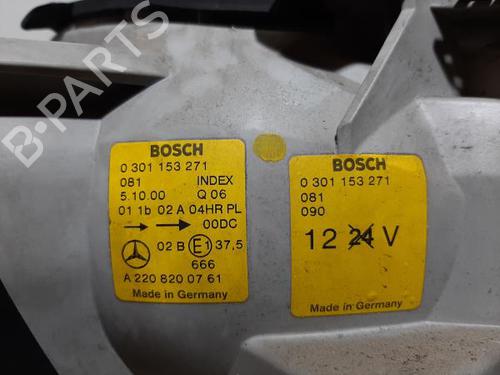 BOSCH
0 301 153 271
081 INDEX
5.10.00 Q 06
01 1b 02 A 04HR PL
00DC
02 B E1 37,5
666
A 220 820 07 61
Made in Germany
BOSCH
0 301 153 271
081
090
12 24 V
Made in Germany
B-PARTS